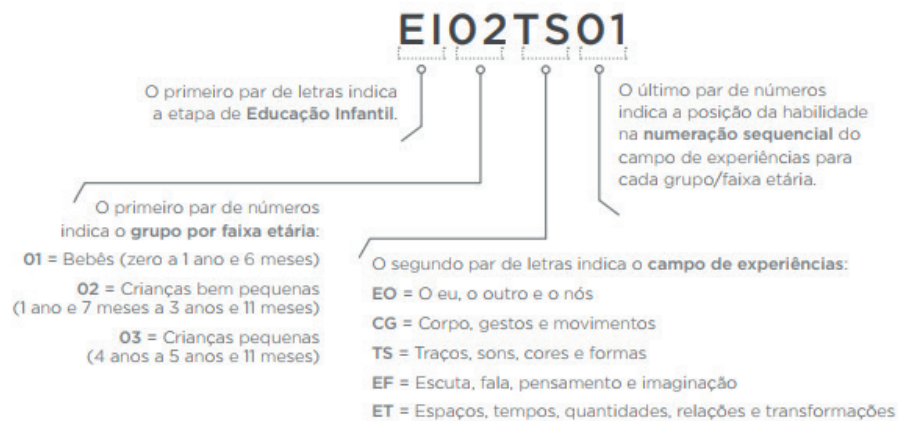 EI02TS01
O primeiro par de letras indica
a etapa de Educação Infantil.
O último par de números
indica a posição da habilidade
na numeração sequencial do
campo de experiências para
cada grupo/faixa etária.
O primeiro par de números
indica o grupo por faixa etária:
01 = Bebês (zero a 1 ano e 6 meses)
02 = Crianças bem pequenas
(1 ano e 7 meses a 3 anos e 11 meses)
03 = Crianças pequenas
(4 anos a 5 anos e 11 meses)
O segundo par de letras indica o campo de experiências:
EO = O eu, o outro e o nós
CG = Corpo, gestos e movimentos
TS = Traços, sons, cores e formas
EF = Escuta, fala, pensamento e imaginação
ET = Espaços, tempos, quantidades, relações e transformações